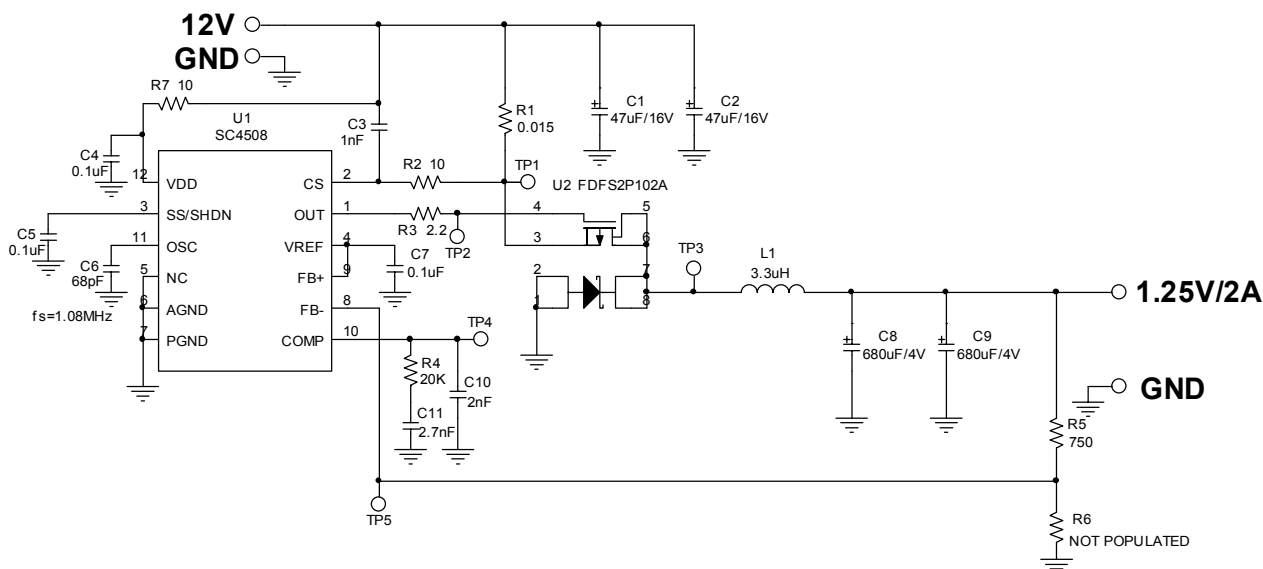 12V
GND
R7 10
U1
SC4508
C3
1nF
R1
0.015
C1
47uF/16V
C2
47uF/16V
C4
0.1uF
12
VDD
CS
2
R2 10
TP1
U2 FDFS2P102A
3
SS/SHDN
OUT
1
R3 2.2
TP2
4
5
C5
0.1uF
11
OSC
VREF
4
3
6
C6
68pF
C7
0.1uF
5
NC
FB+
9
2
7
TP3
L1
3.3uH
fs=1.08MHz
6
AGND
FB-
8
1
8
1.25V/2A
7
PGND
COMP
10
TP4
C8
680uF/4V
C9
680uF/4V
R4
20K
C10
2nF
GND
C11
2.7nF
R5
750
TP5
R6
NOT POPULATED